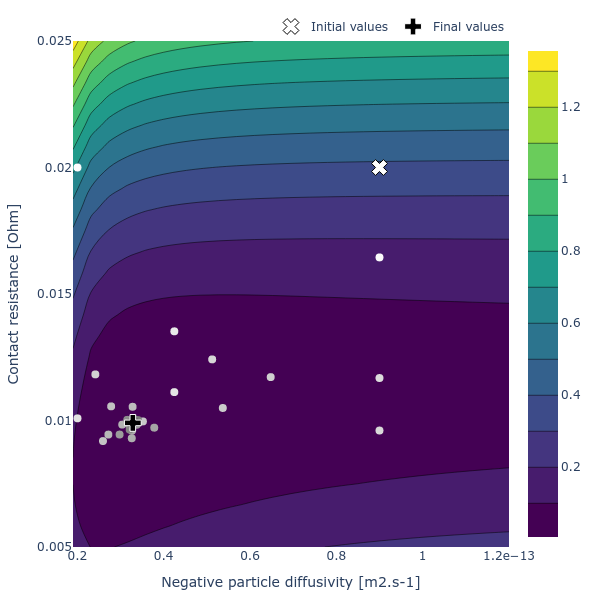 Initial values Final values
0.025
0.02
0.015
0.01
0.005
Contact resistance [Ohm]
0.2 0.4 0.6 0.8 1 1.2e−13
Negative particle diffusivity [m2.s-1]
1.2
1
0.8
0.6
0.4
0.2